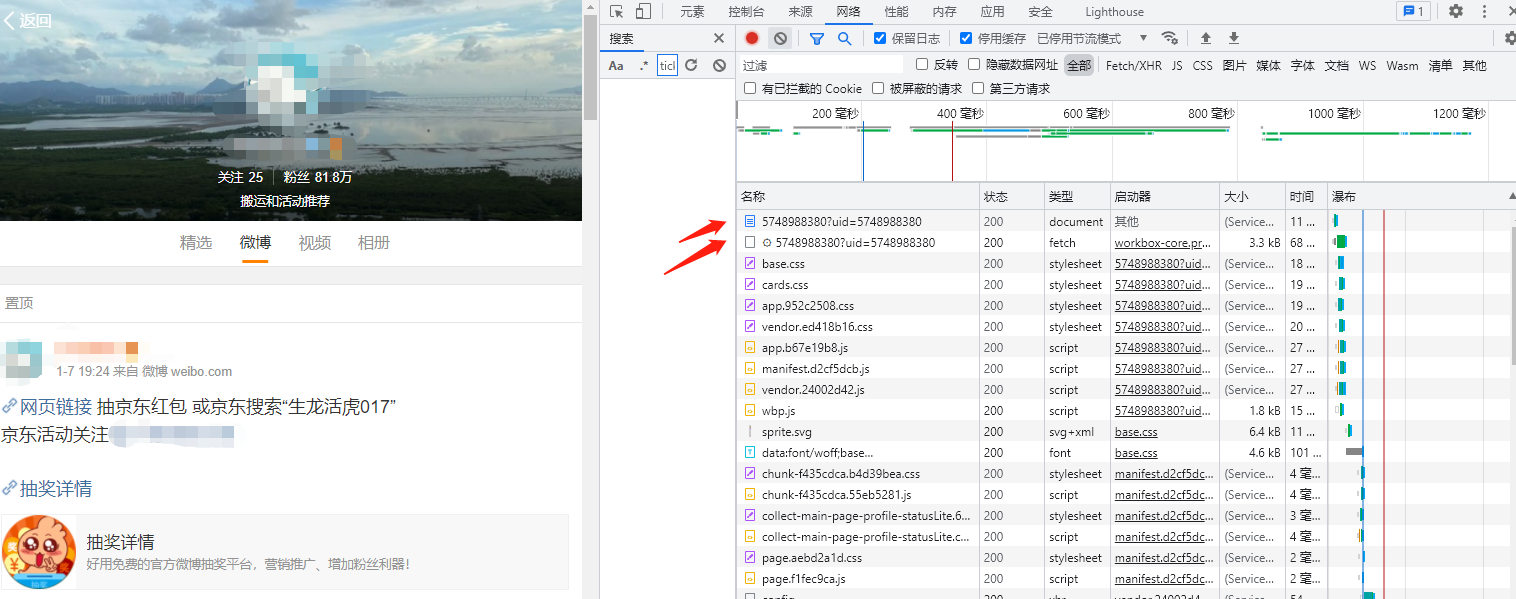 返回
关注 25 粉丝 81.8万
搬运和活动推荐
精选 微博 视频 相册
置顶
1-7 19:24 来自 微博 weibo.com
网页链接 抽京东红包 或京东搜索“生龙活虎017”
京东活动关注
抽奖详情
抽奖详情
好用免费的官方微博抽奖平台，营销推广、增加粉丝利器!
元素 控制台 来源 网络 性能 内存 应用 安全 Lighthouse 1
搜索
Aa .* ticl
保留日志 停用缓存 已停用节流模式
过滤 反转 隐藏数据网址 全部 Fetch/XHR JS CSS 图片 媒体 字体 文档 WS Wasm 清单 其他
有已拦截的 Cookie 被屏蔽的请求 第三方请求
200 毫秒 400 毫秒 600 毫秒 800 毫秒 1000 毫秒 1200 毫秒
名称 状态 类型 启动器 大小 时间 瀑布
5748988380?uid=5748988380 200 document 其他 (Service... 11 ...
5748988380?uid=5748988380 200 fetch workbox-core.pr... 3.3 kB 68 ...
base.css 200 stylesheet 5748988380?uid... (Service... 18 ...
cards.css 200 stylesheet 5748988380?uid... (Service... 19 ...
app.952c2508.css 200 stylesheet 5748988380?uid... (Service... 19 ...
vendor.ed418b16.css 200 stylesheet 5748988380?uid... (Service... 20 ...
app.b67e19b8.js 200 script 5748988380?uid... (Service... 27 ...
manifest.d2cf5dcb.js 200 script 5748988380?uid... (Service... 27 ...
vendor.24002d42.js 200 script 5748988380?uid... (Service... 27 ...
wbp.js 200 script 5748988380?uid... 1.8 kB 15 ...
sprite.svg 200 svg+xml base.css 6.4 kB 11 ...
data:font/woff;base... 200 font base.css 4.6 kB 101 ...
chunk-f435cdca.b4d39bea.css 200 stylesheet manifest.d2cf5dc... (Service... 4 毫...
chunk-f435cdca.55eb5281.js 200 script manifest.d2cf5dc... (Service... 4 毫...
collect-main-page-profile-statusLite.6... 200 stylesheet manifest.d2cf5dc... (Service... 3 毫...
collect-main-page-profile-statusLite.c... 200 script manifest.d2cf5dc... (Service... 4 毫...
page.aebd2a1d.css 200 stylesheet manifest.d2cf5dc... (Service... 2 毫...
page.f1fec9ca.js 200 script manifest.d2cf5dc... (Service... 2 毫...